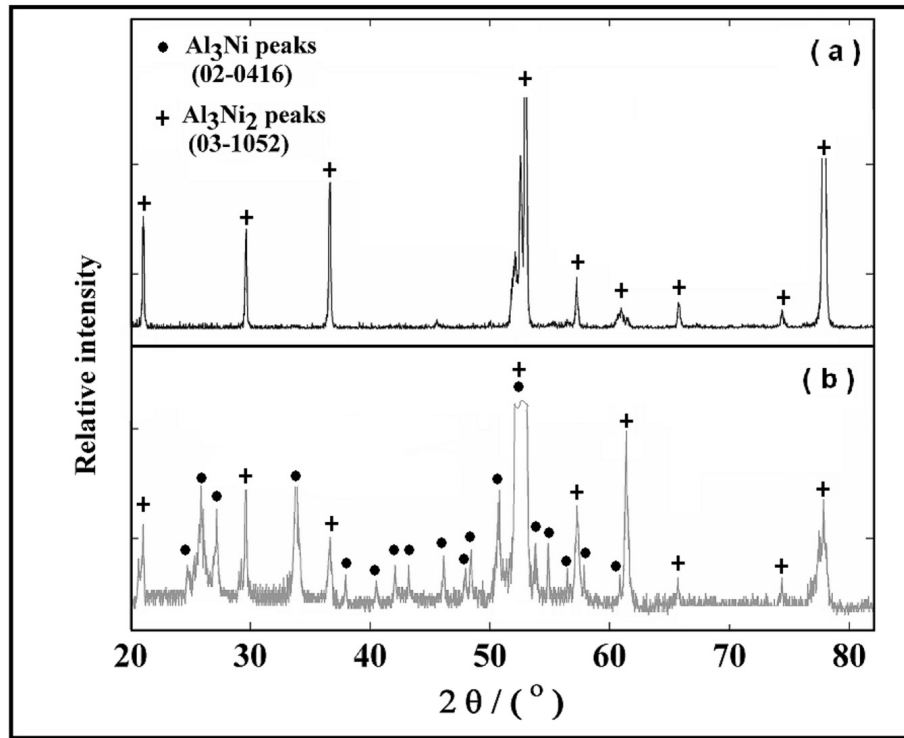 Al3Ni peaks
(02-0416)
Al3Ni2 peaks
(03-1052)
( a )
( b )
Relative intensity
20 30 40 50 60 70 80
2 θ / ( ° )